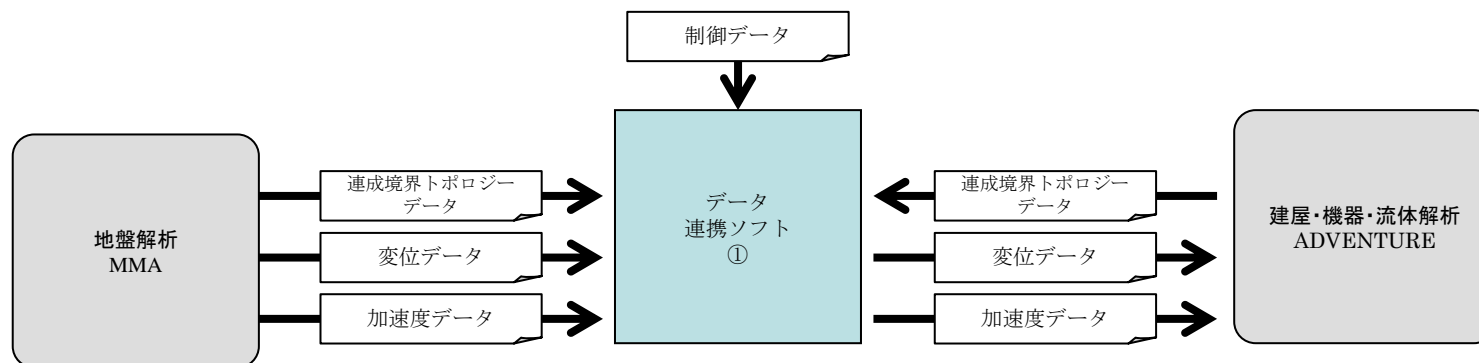 制御データ
地盤解析
MMA
連成境界トポロジー
データ
変位データ
加速度データ
データ
連携ソフト
①
連成境界トポロジー
データ
変位データ
加速度データ
建屋・機器・流体解析
ADVENTURE